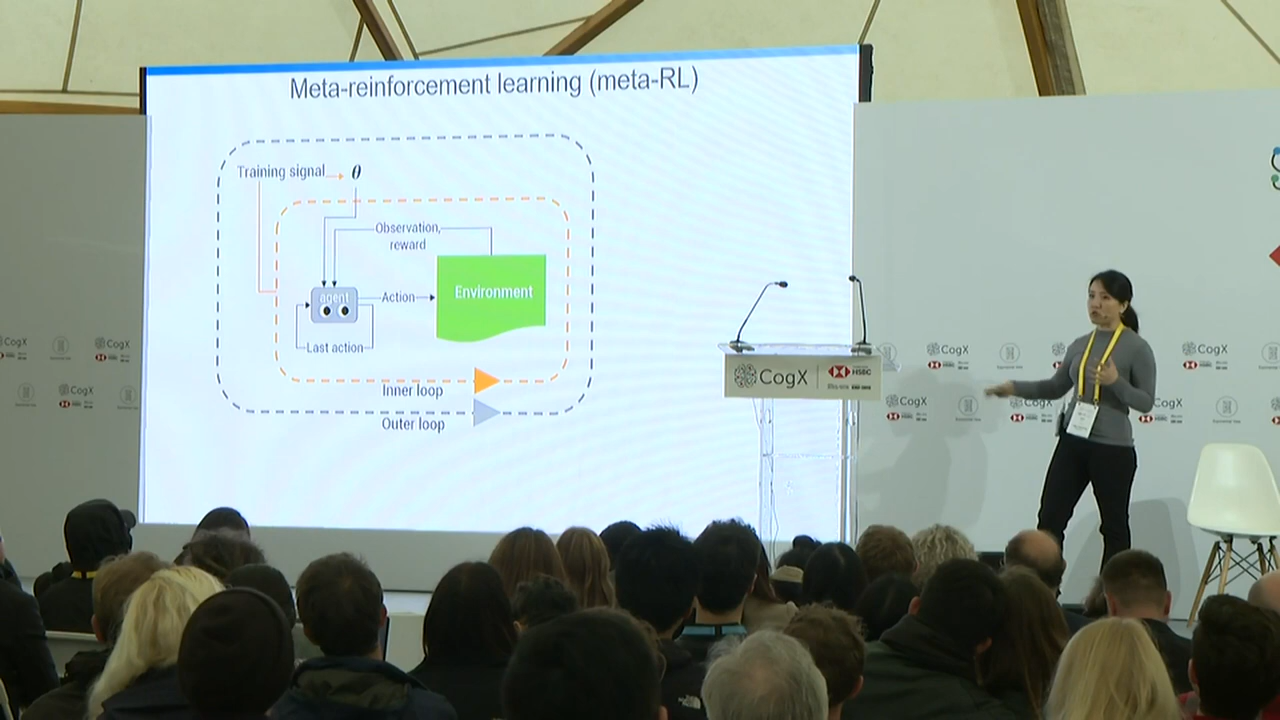 Meta-reinforcement learning (meta-RL)
Training signal
θ
Observation,
reward
agent
Action
Environment
Last action
Inner loop
Outer loop
CogX
HSBC
CogX
CogX
CogX
CogX
CogX
CogX
CogX
CogX